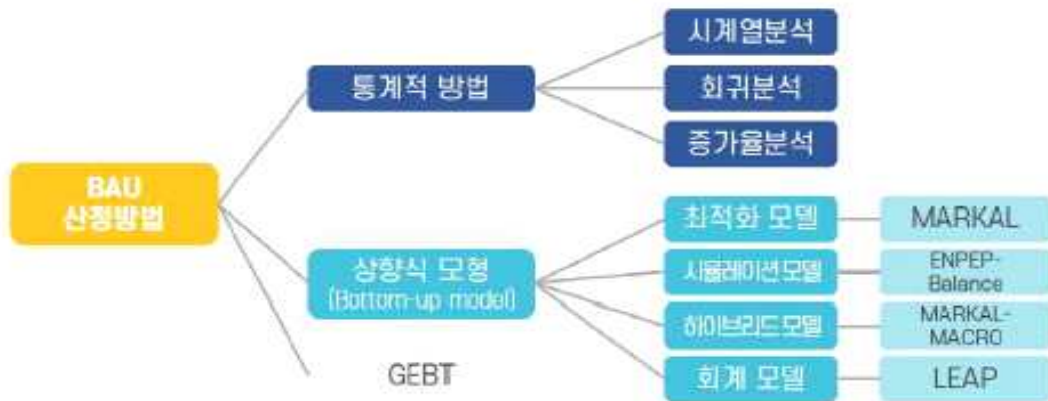 BAU
산정방법
통계적 방법
시계열분석
회귀분석
증가율분석
상향식 모형
(Bottom-up model)
최적화 모델
MARKAL
시뮬레이션 모델
ENPEP-
Balance
하이브리드 모델
MARKAL-
MACRO
회계 모델
LEAP
GEBT